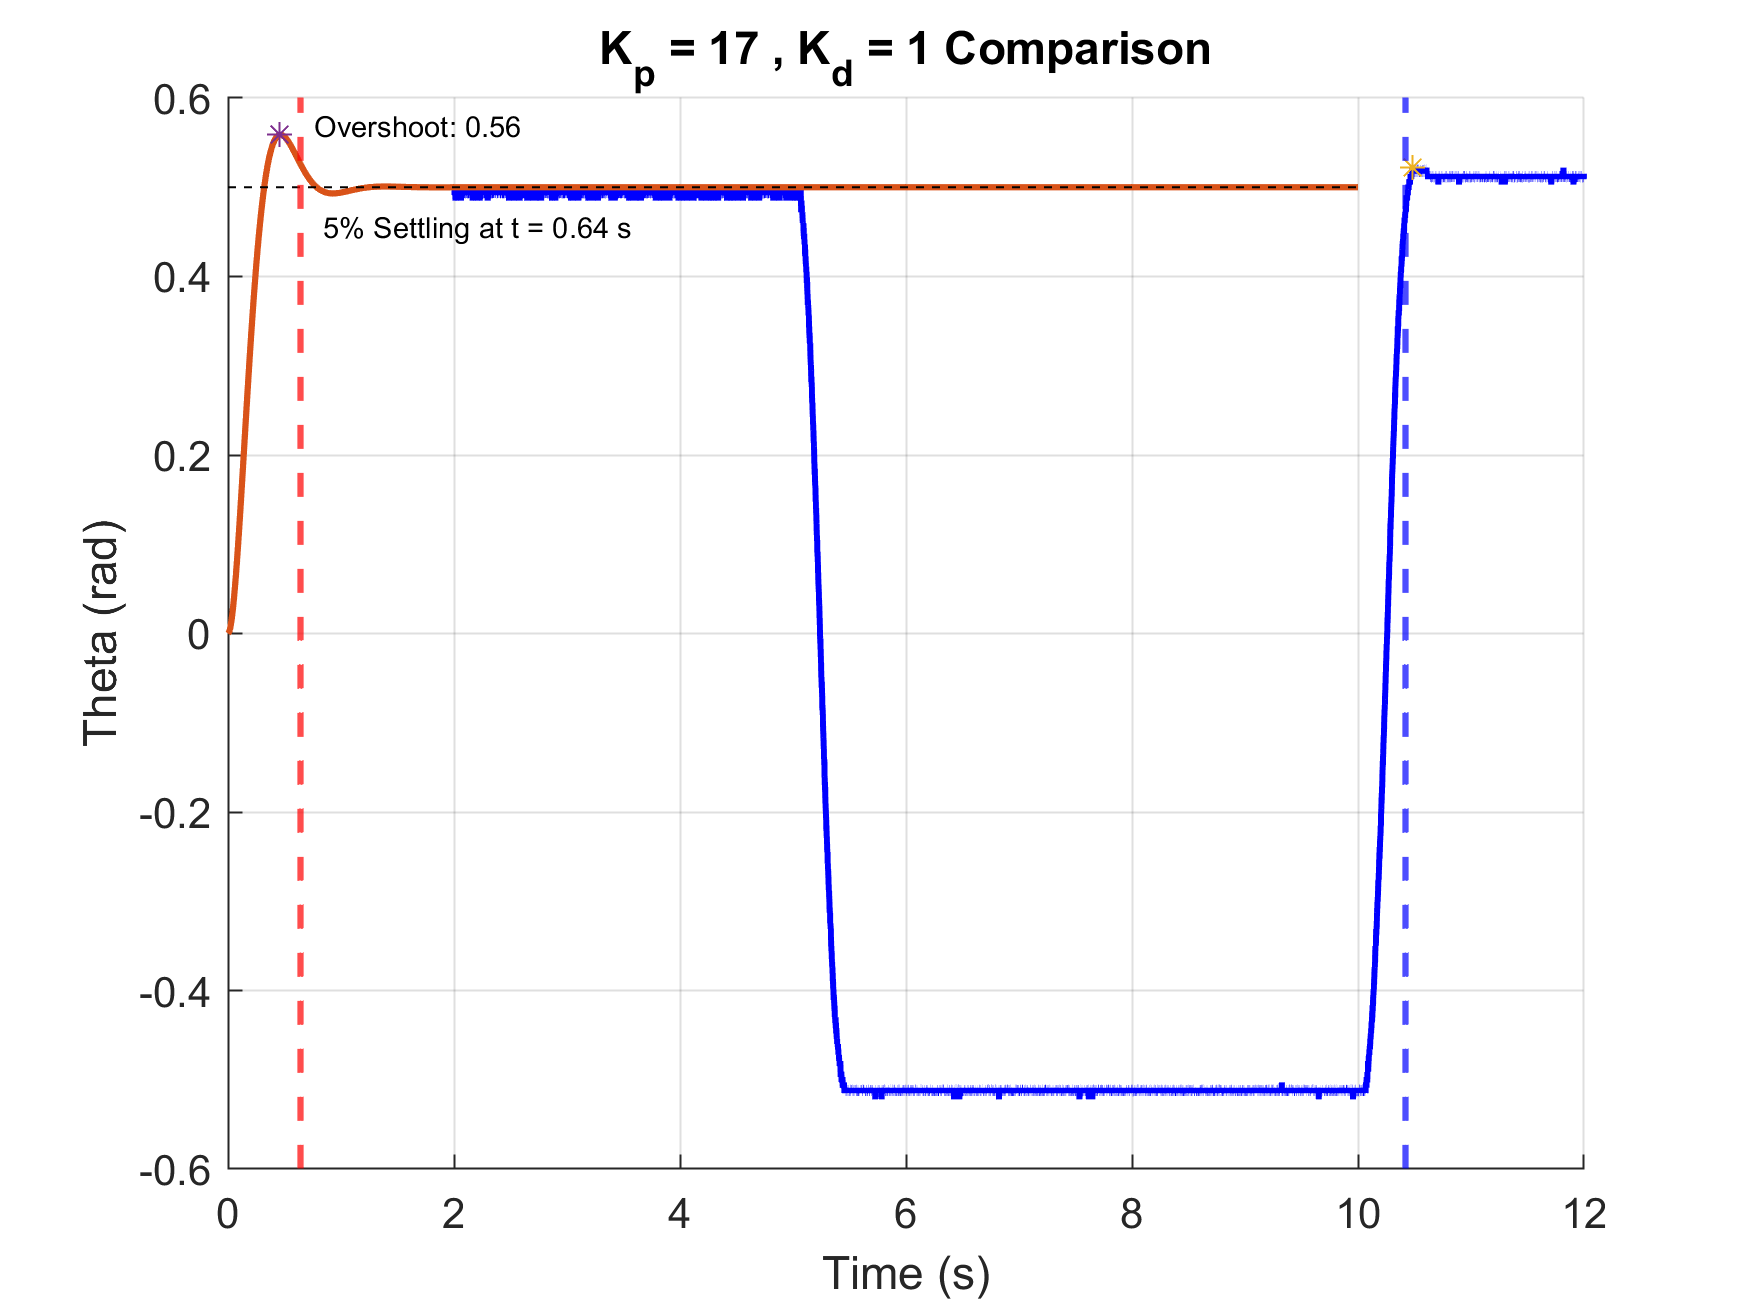 Kp = 17 , Kd = 1 Comparison
0.6
0.4
0.2
0
-0.2
-0.4
-0.6
Overshoot: 0.56
5% Settling at t = 0.64 s
Theta (rad)
0 2 4 6 8 10 12
Time (s)